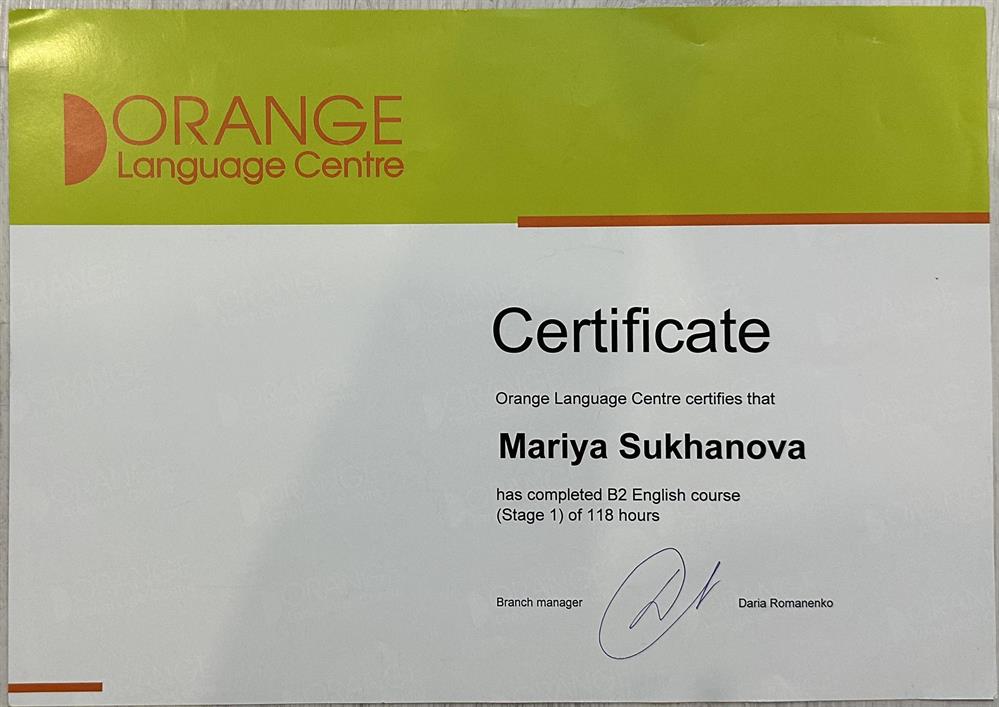 ORANGE
Language Centre
Certificate
Orange Language Centre certifies that
Mariya Sukhanova
has completed B2 English course
(Stage 1) of 118 hours
Branch manager
Daria Romanenko